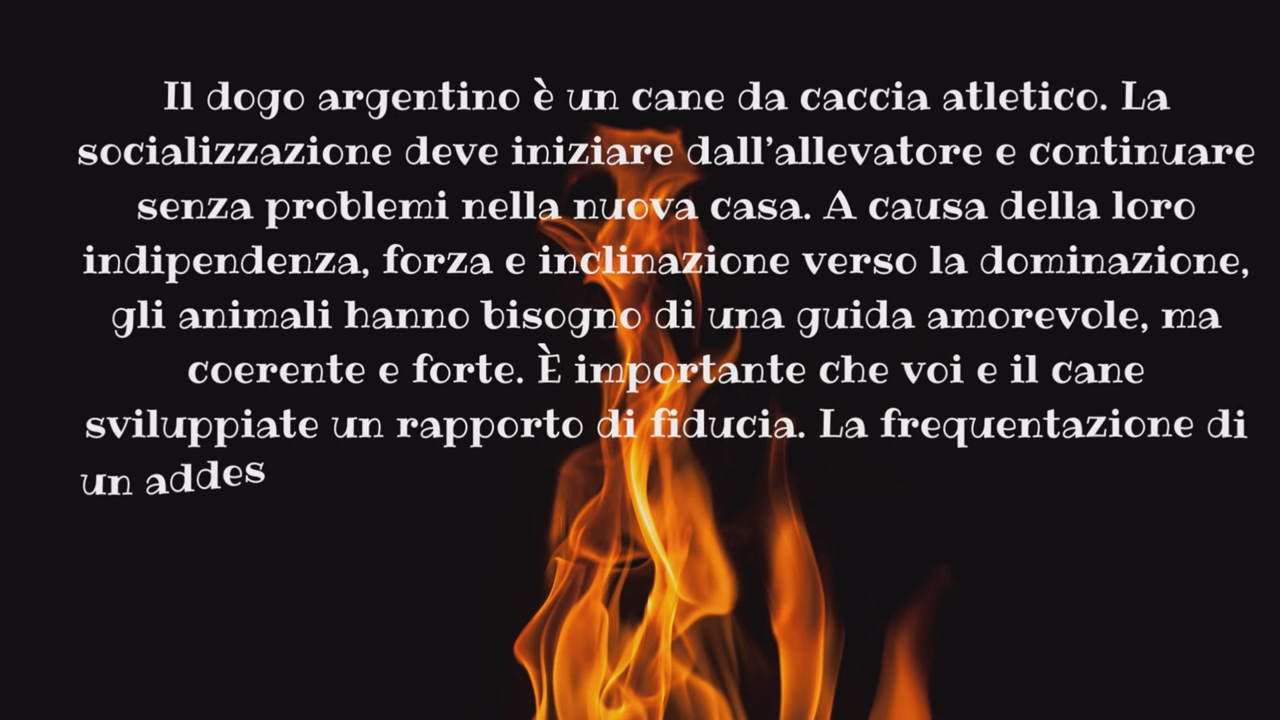 Il dogo argentino è un cane da caccia atletico. La
socializzazione deve iniziare dall’allevatore e continuare
senza problemi nella nuova casa. A causa della loro
indipendenza, forza e inclinazione verso la dominazione,
gli animali hanno bisogno di una guida amorevole, ma
coerente e forte. È importante che voi e il cane
sviluppiate un rapporto di fiducia. La frequentazione di
un addes